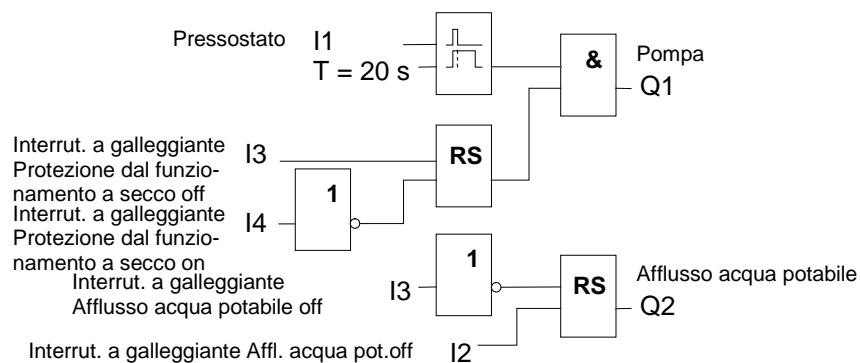 Pressostato I1
T = 20 s
&
Pompa
Q1
Interrut. a galleggiante
Protezione dal funzio-
namento a secco off
I3
RS
Interrut. a galleggiante
Protezione dal funzio-
namento a secco on
I4
1
Interrut. a galleggiante
Afflusso acqua potabile off
I3
1
RS
Afflusso acqua potabile
Q2
Interrut. a galleggiante Affl. acqua pot.off I2